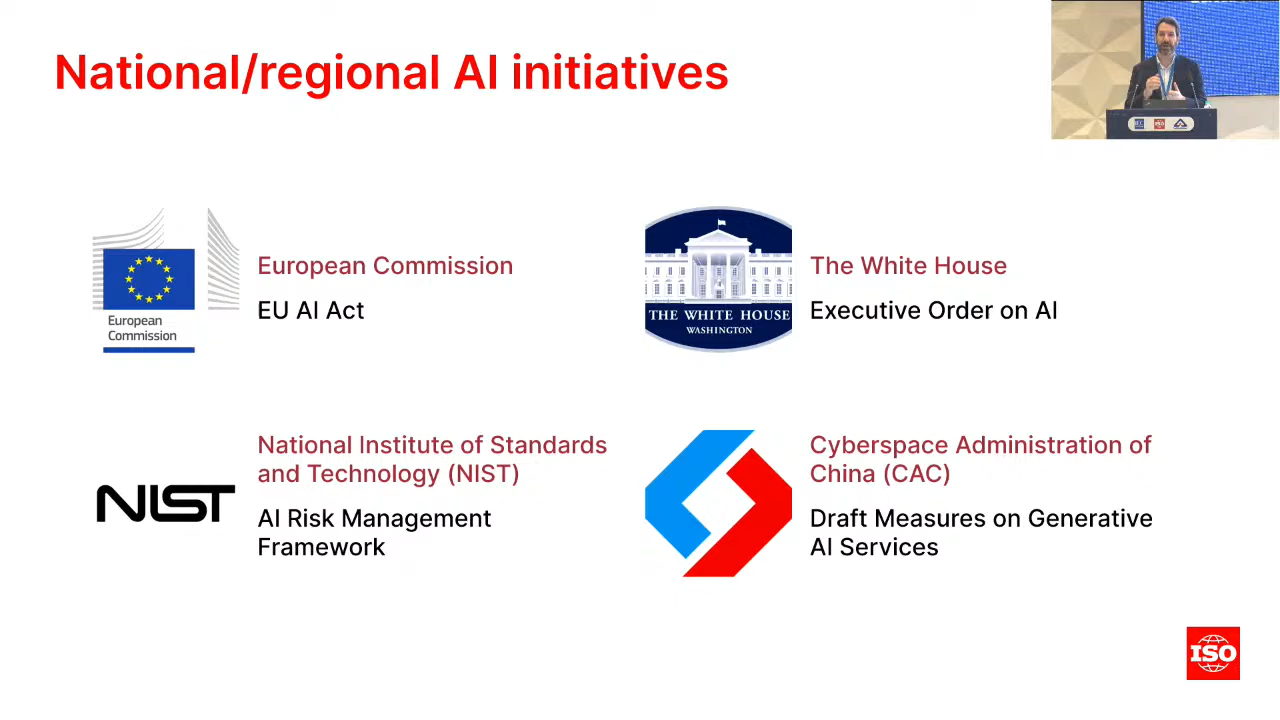 National/regional AI initiatives
European
Commission
European Commission
EU AI Act
THE WHITE HOUSE
WASHINGTON
The White House
Executive Order on AI
NIST
National Institute of Standards
and Technology (NIST)
AI Risk Management
Framework
Cyberspace Administration of
China (CAC)
Draft Measures on Generative
AI Services
ISO